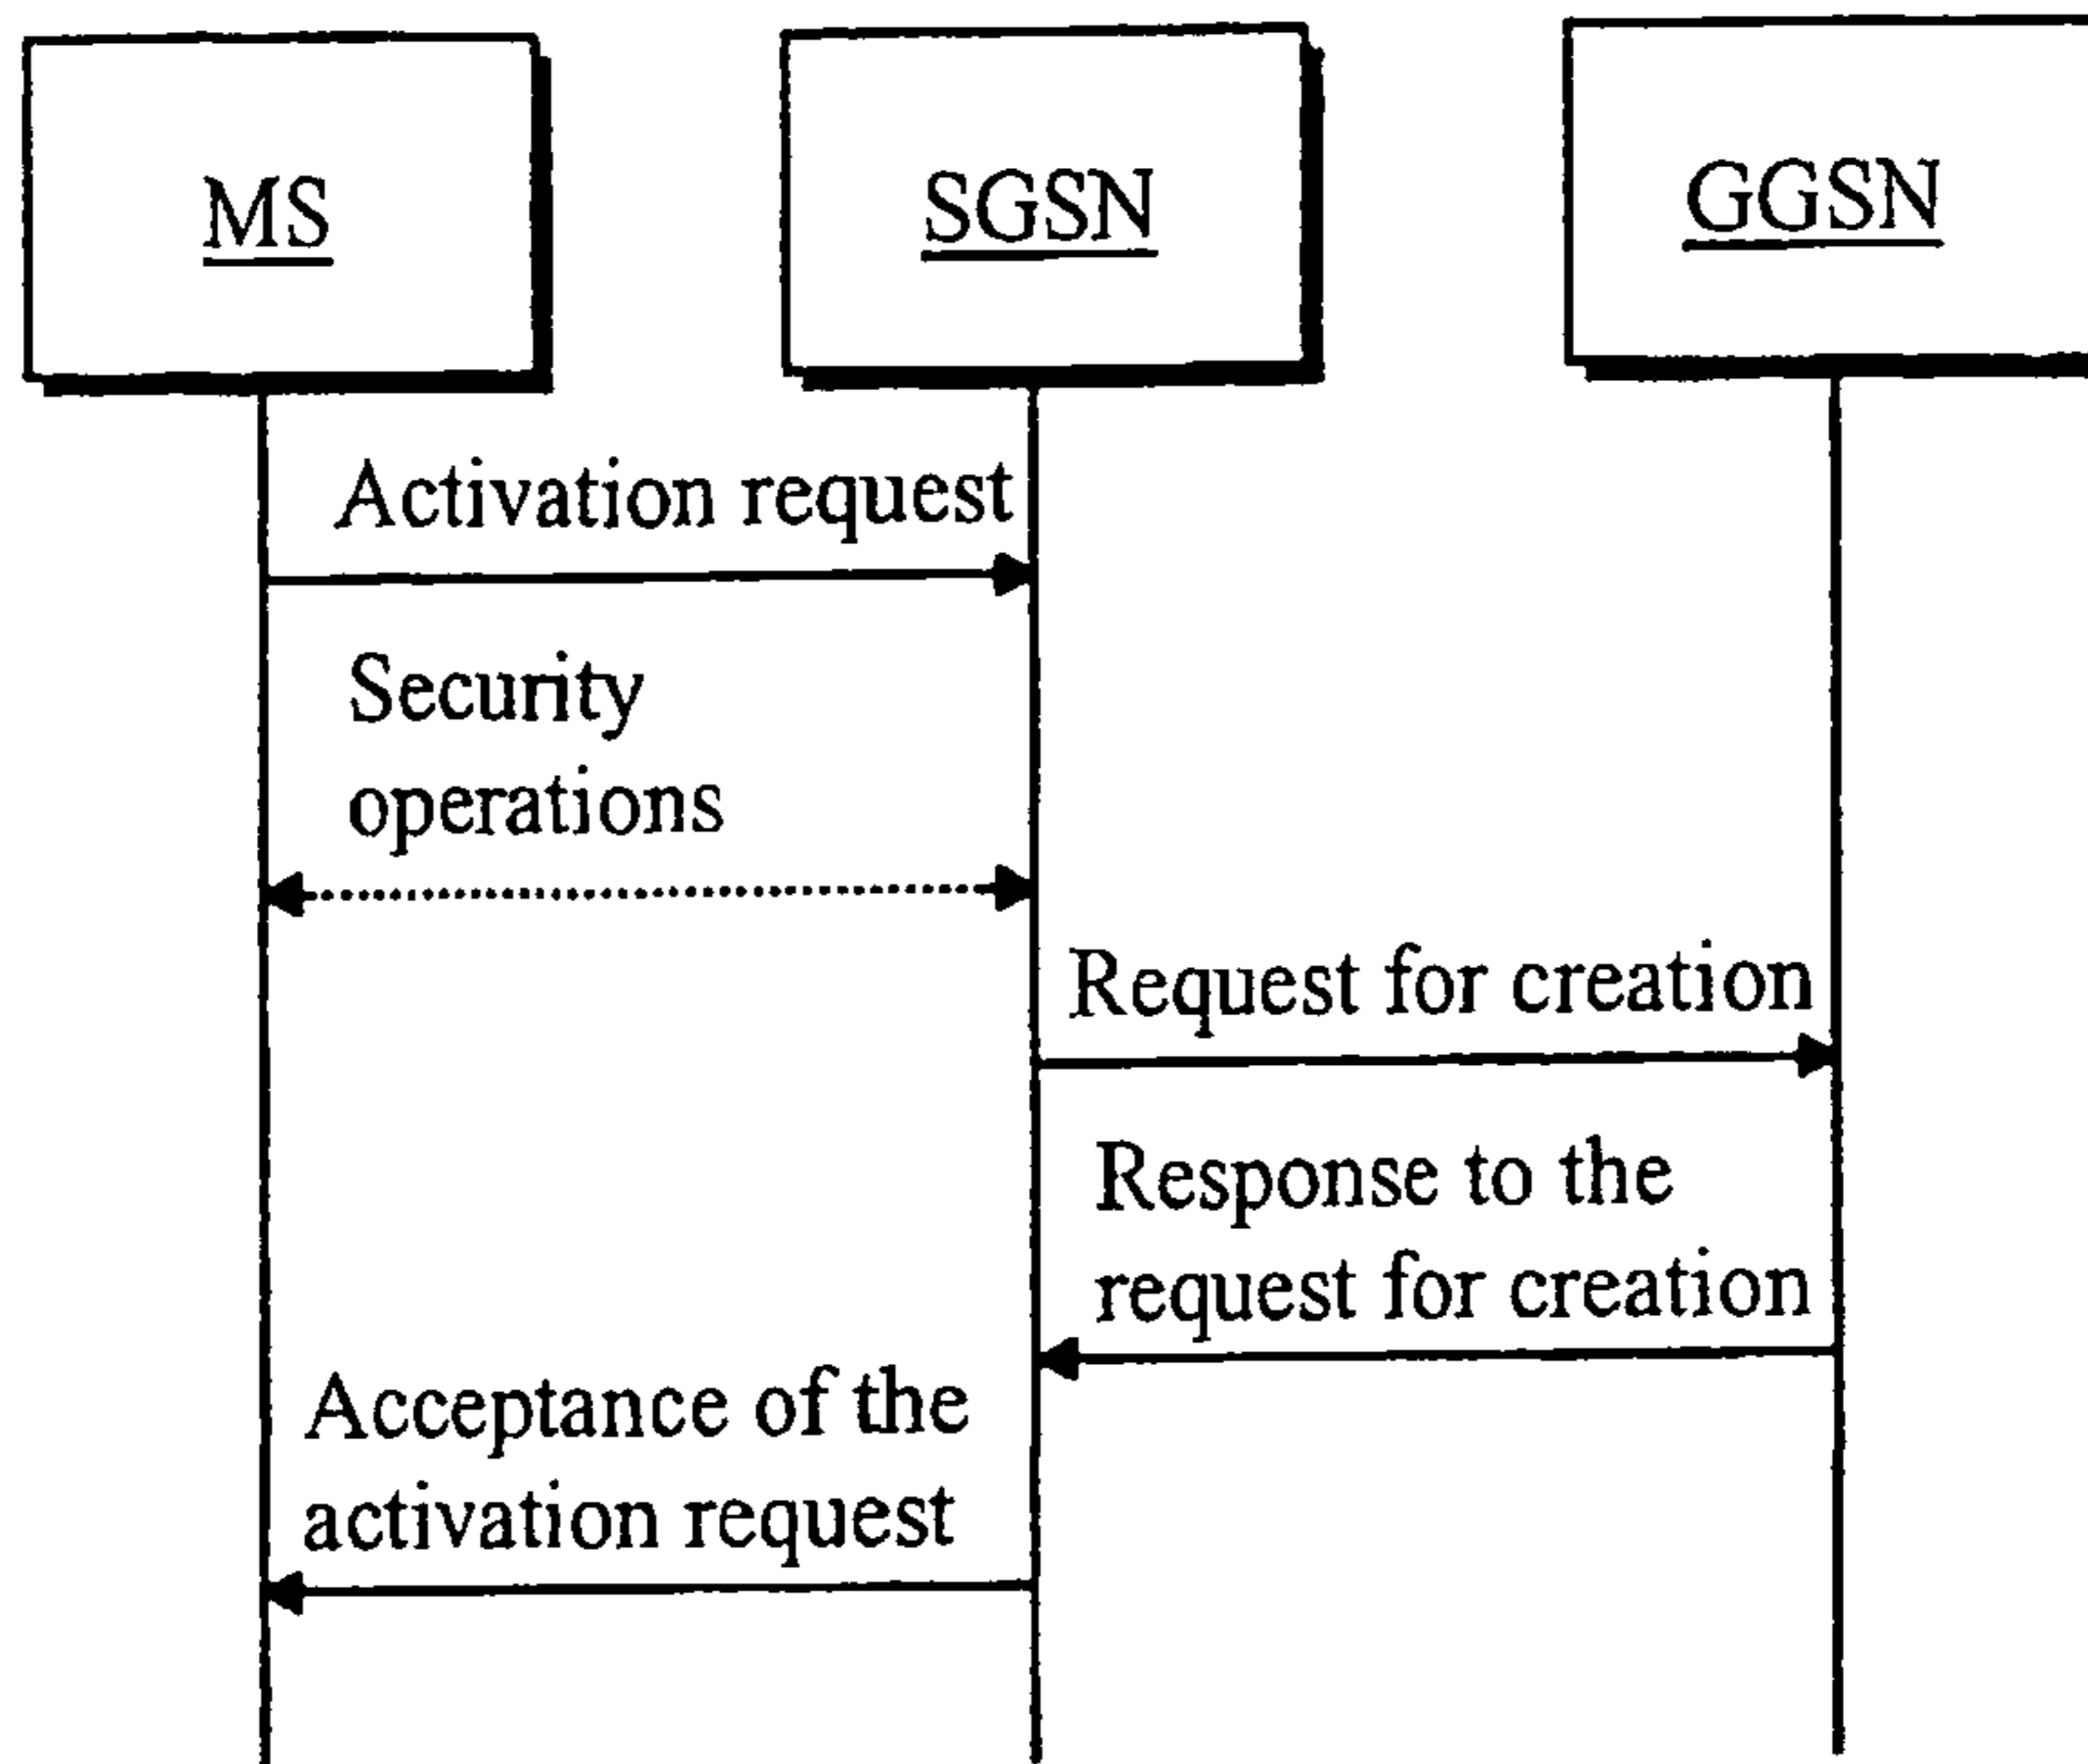 MS
SGSN
GGSN
Activation request
Security
operations
Request for creation
Response to the
request for creation
Acceptance of the
activation request